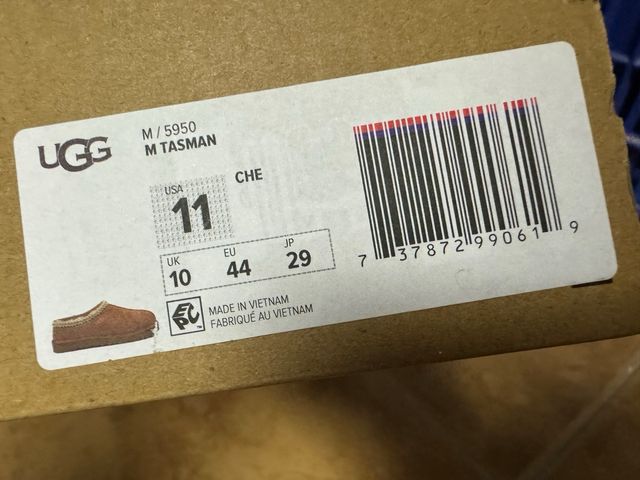 UGG
M / 5950
M TASMAN
USA
11
CHE
UK
10
EU
44
JP
29
EPC™
MADE IN VIETNAM
FABRIQUÉ AU VIETNAM
7 37872 99061 9